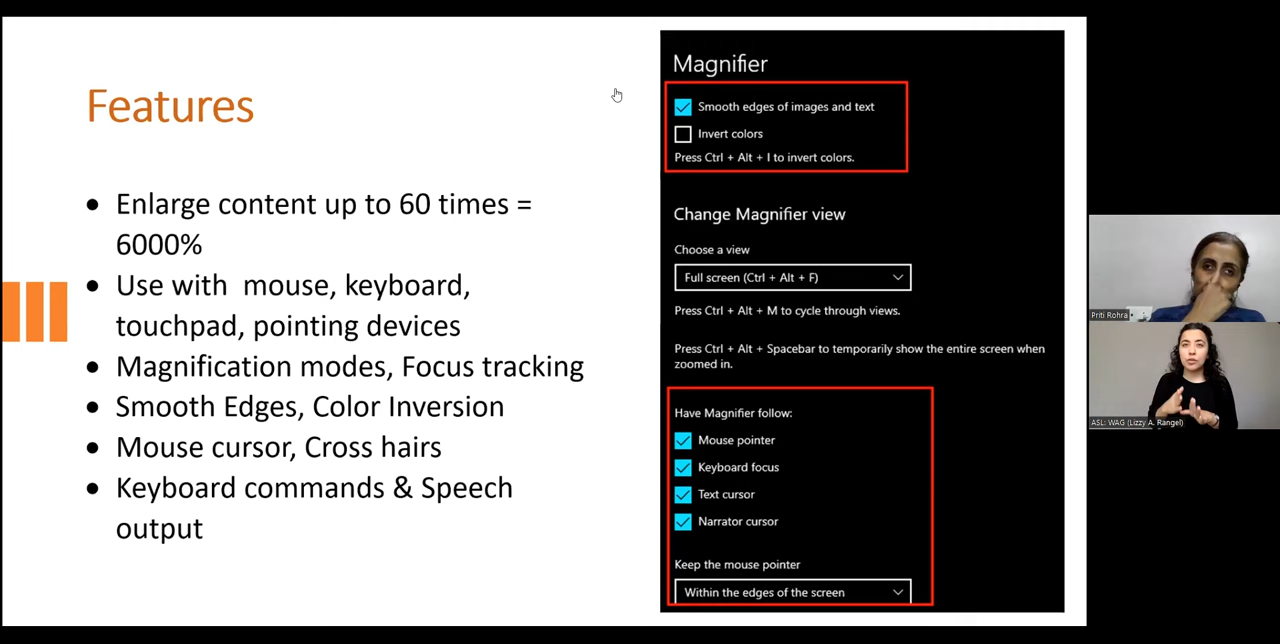 Features
• Enlarge content up to 60 times =
6000%
• Use with  mouse, keyboard,
touchpad, pointing devices
• Magnification modes, Focus tracking
• Smooth Edges, Color Inversion
• Mouse cursor, Cross hairs
• Keyboard commands & Speech
output
Magnifier
Smooth edges of images and text
Invert colors
Press Ctrl + Alt + I to invert colors.
Change Magnifier view
Choose a view
Full screen (Ctrl + Alt + F)
Press Ctrl + Alt + M to cycle through views.
Press Ctrl + Alt + Spacebar to temporarily show the entire screen when
zoomed in.
Have Magnifier follow:
Mouse pointer
Keyboard focus
Text cursor
Narrator cursor
Keep the mouse pointer
Within the edges of the screen
Priti Rohra
ASL: WAG (Lizzy A. Rangel)